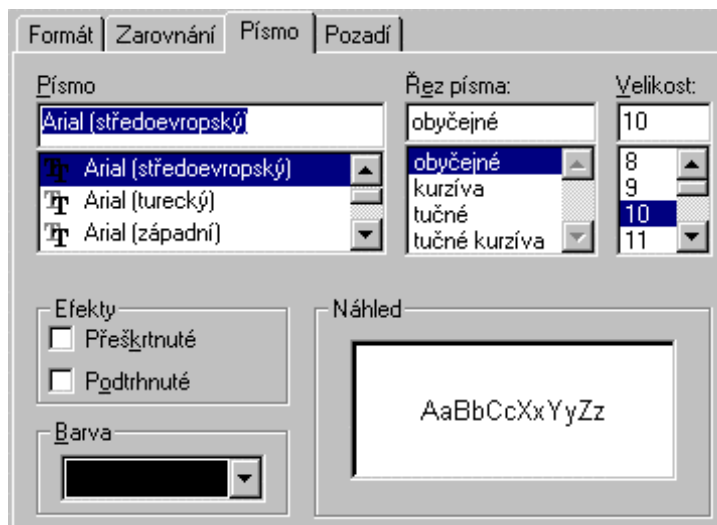 Formát Zarovnání Písmo Pozadí
Písmo
Arial (středoevropský)
Arial (středoevropský)
Arial (turecký)
Arial (západní)
Řez písma:
obyčejné
obyčejné
kurzíva
tučné
tučné kurzíva
Velikost:
10
8
9
10
11
Efekty
Přeškrtnuté
Podtrhnuté
Barva
Náhled
AaBbCcXxYyZz